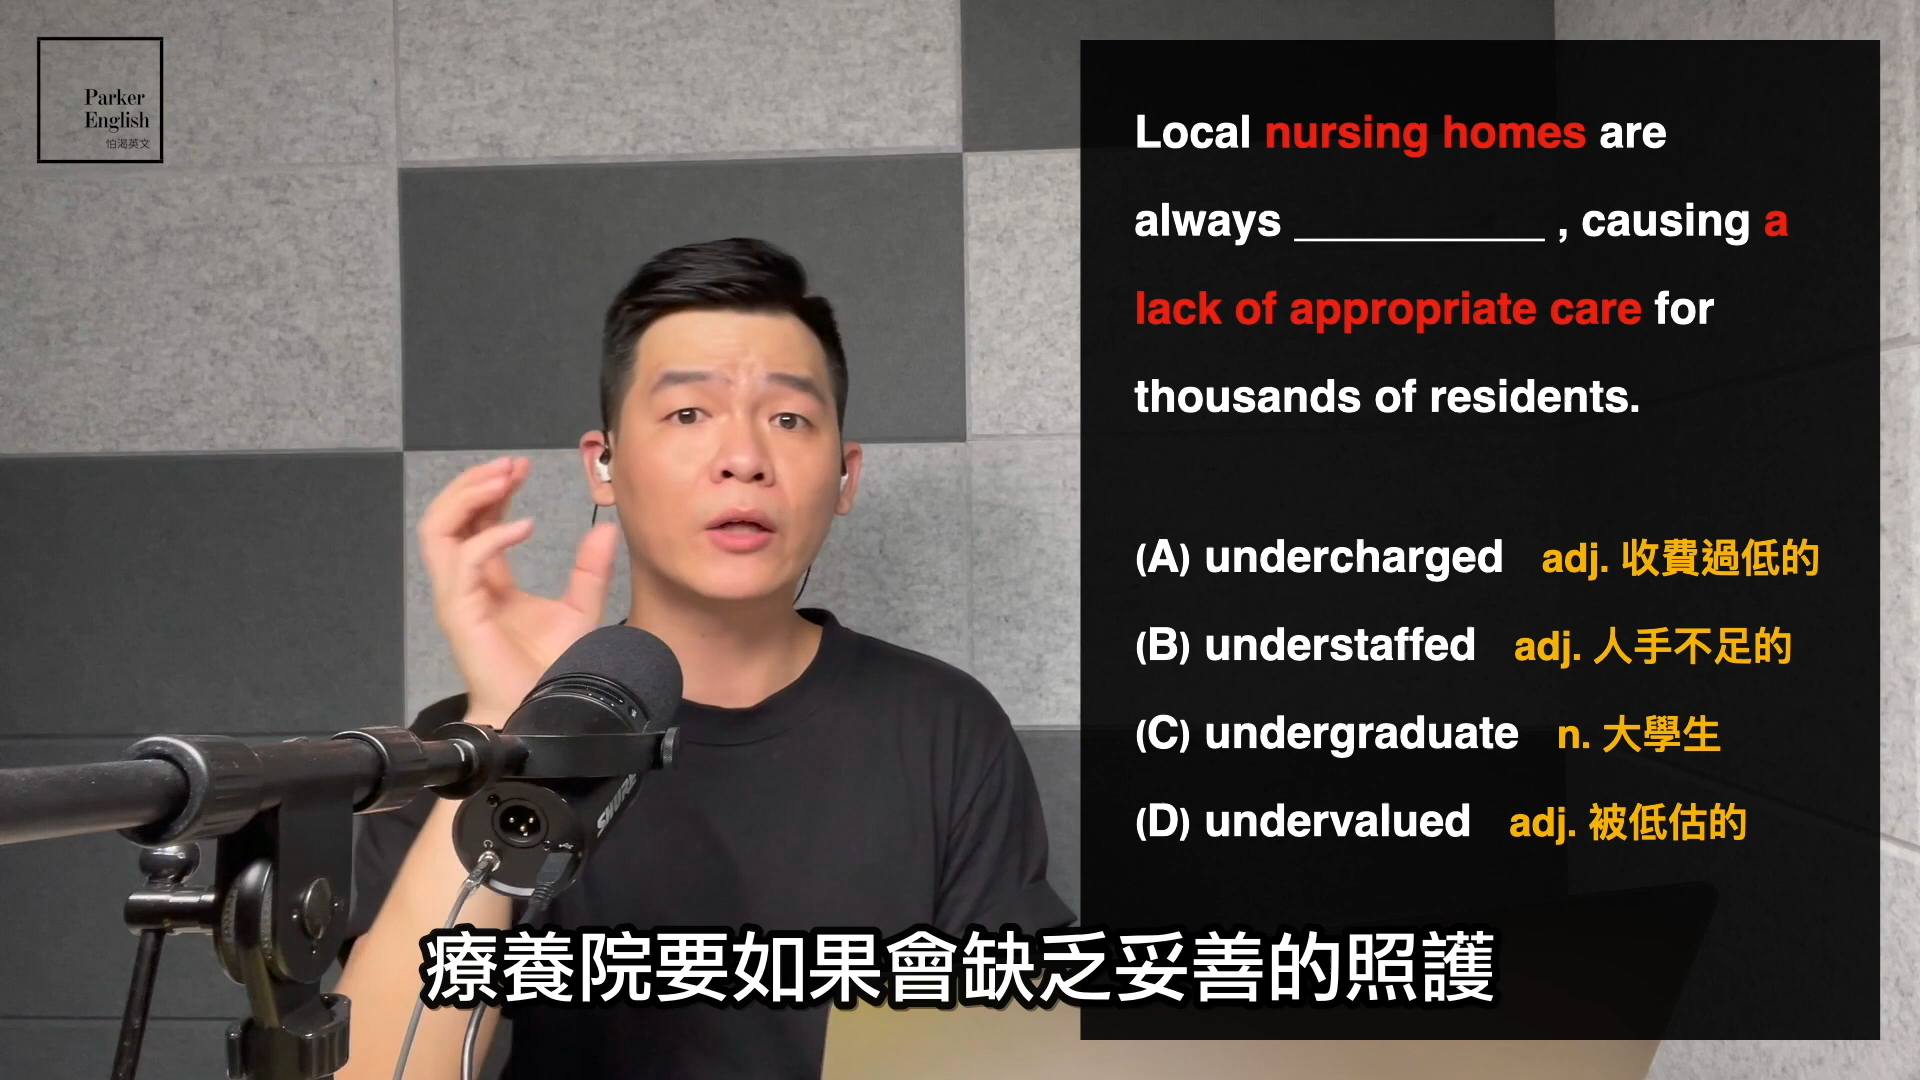 Parker
English
怕渴英文
Local nursing homes are
always __________ , causing a
lack of appropriate care for
thousands of residents.
(A) undercharged adj. 收費過低的
(B) understaffed adj. 人手不足的
(C) undergraduate n. 大學生
(D) undervalued adj. 被低估的
SHURE
療養院要如果會缺乏妥善的照護